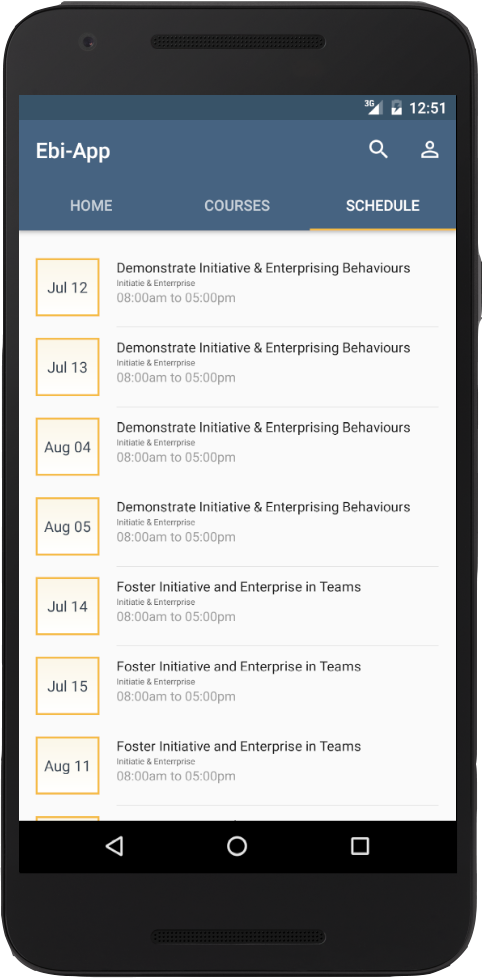 3G 12:51
Ebi-App
HOME COURSES SCHEDULE
Jul 12
Demonstrate Initiative & Enterprising Behaviours
Initiatie & Enterrprise
08:00am to 05:00pm
Jul 13
Demonstrate Initiative & Enterprising Behaviours
Initiatie & Enterrprise
08:00am to 05:00pm
Aug 04
Demonstrate Initiative & Enterprising Behaviours
Initiatie & Enterrprise
08:00am to 05:00pm
Aug 05
Demonstrate Initiative & Enterprising Behaviours
Initiatie & Enterrprise
08:00am to 05:00pm
Jul 14
Foster Initiative and Enterprise in Teams
Initiatie & Enterrprise
08:00am to 05:00pm
Jul 15
Foster Initiative and Enterprise in Teams
Initiatie & Enterrprise
08:00am to 05:00pm
Aug 11
Foster Initiative and Enterprise in Teams
Initiatie & Enterrprise
08:00am to 05:00pm